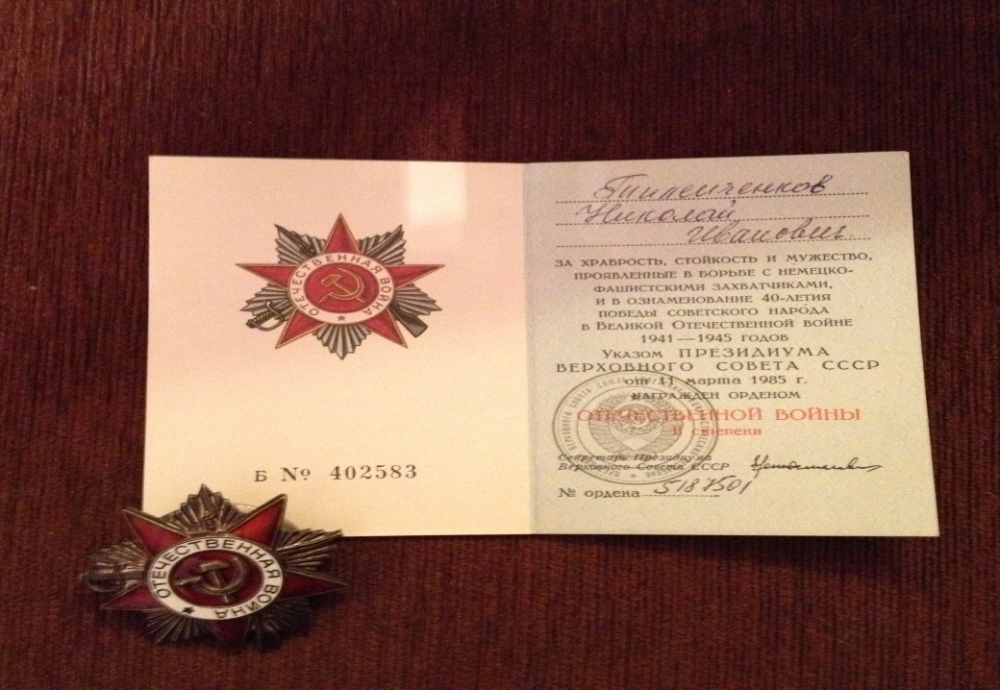 ОТЕЧЕСТВЕННАЯ ВОЙНА
Б № 402583
ОТЕЧЕСТВЕННАЯ ВОЙНА
Николай
Иванович
ЗА ХРАБРОСТЬ, СТОЙКОСТЬ И МУЖЕСТВО,
ПРОЯВЛЕННЫЕ В БОРЬБЕ С НЕМЕЦКО-
ФАШИСТСКИМИ ЗАХВАТЧИКАМИ,
И В ОЗНАМЕНОВАНИЕ 40-ЛЕТИЯ
ПОБЕДЫ СОВЕТСКОГО НАРОДА
В ВЕЛИКОЙ ОТЕЧЕСТВЕННОЙ ВОЙНЕ
1941—1945 ГОДОВ
УКАЗОМ ПРЕЗИДИУМА
ВЕРХОВНОГО СОВЕТА СССР
от 11 марта 1985 г.
НАГРАЖДЕН ОРДЕНОМ
ОТЕЧЕСТВЕННОЙ ВОЙНЫ
II степени
Секретарь Президиума
Верховного Совета СССР
№ ордена 5187501